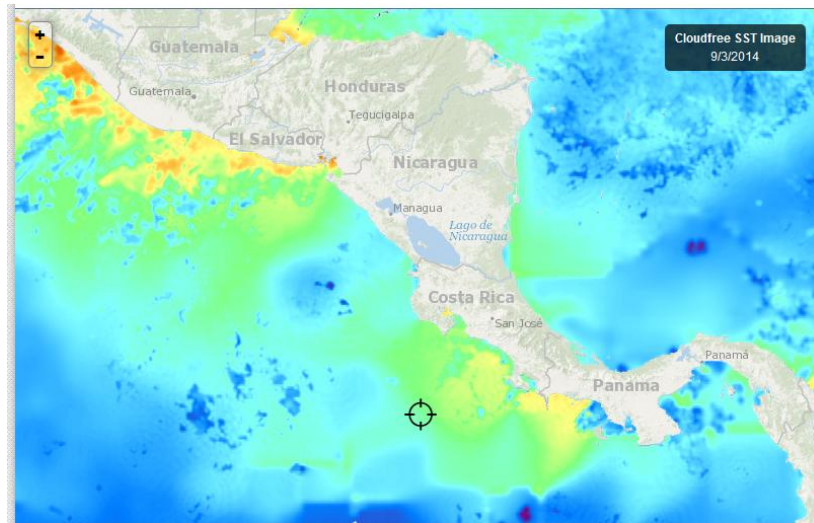 +
-
Cloudfree SST Image
9/3/2014
Guatemala
Guatemala
Honduras
Tegucigalpa
El Salvador
Nicaragua
Managua
Lago de
Nicaragua
Costa Rica
San José
Panama
Panamá